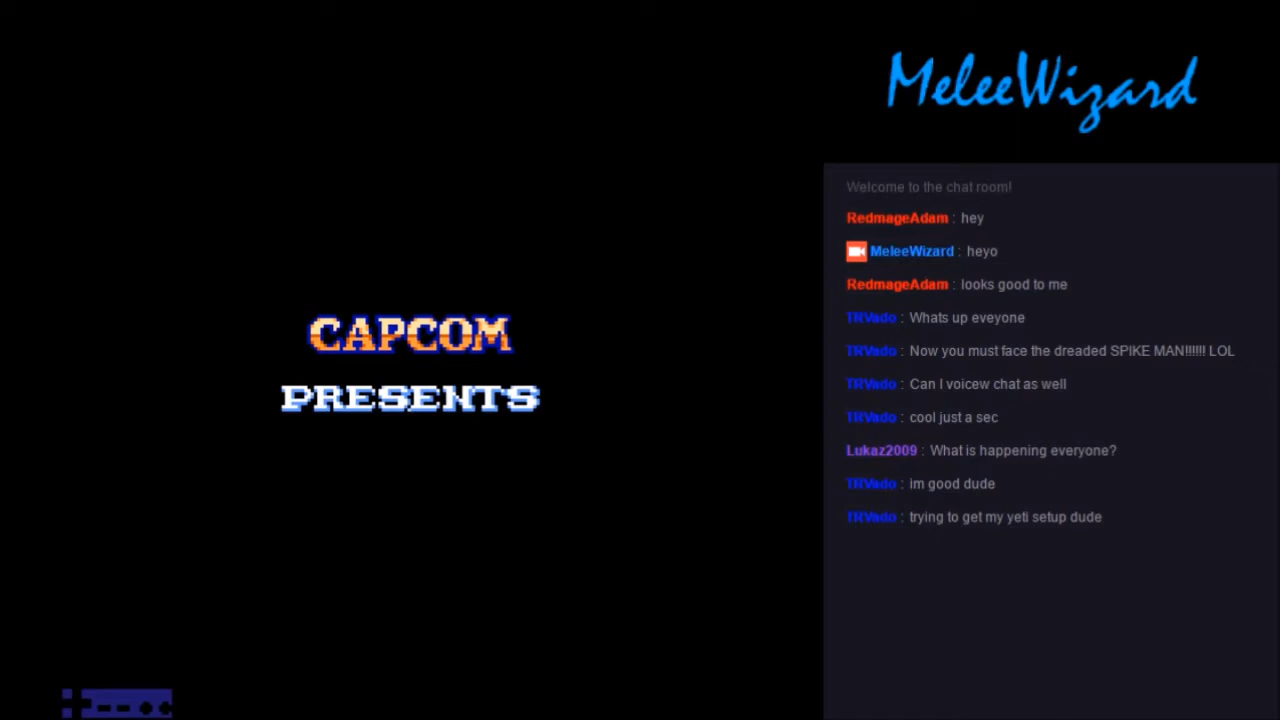 MeleeWizard
Welcome to the chat room!
RedmageAdam : hey
MeleeWizard : heyo
RedmageAdam : looks good to me
TRVado : Whats up eveyone
TRVado : Now you must face the dreaded SPIKE MAN!!!!!! LOL
TRVado : Can I voicew chat as well
TRVado : cool just a sec
Lukaz2009 : What is happening everyone?
TRVado : im good dude
TRVado : trying to get my yeti setup dude
CAPCOM
PRESENTS